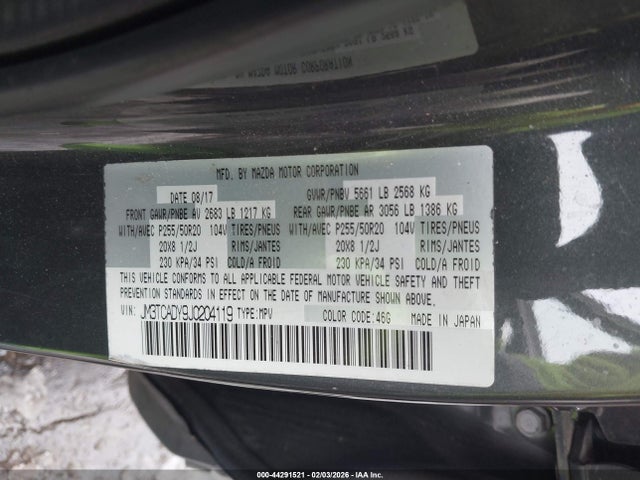 MFD. BY MAZDA MOTOR CORPORATION
DATE 08/17 GVWR/PNBV 5661 LB 2568 KG
FRONT GAWR/PNBE AV 2683 LB 1217 KG REAR GAWR/PNBE AR 3056 LB 1386 KG
WITH/AVEC P255/50R20 104V TIRES/PNEUS WITH/AVEC P255/50R20 104V TIRES/PNEUS
20X8 1/2J RIMS/JANTES 20X8 1/2J RIMS/JANTES
230 KPA/34 PSI COLD/A FROID 230 KPA/34 PSI COLD/A FROID
THIS VEHICLE CONFORMS TO ALL APPLICABLE FEDERAL MOTOR VEHICLE SAFETY AND THEFT
PREVENTION STANDARDS IN EFFECT ON THE DATE OF MANUFACTURE SHOWN ABOVE.
VIN: JM3TCADY9J0204119 TYPE:MPV COLOR CODE:46G MADE IN JAPAN
000-44291521 - 02/03/2026 - IAA Inc.